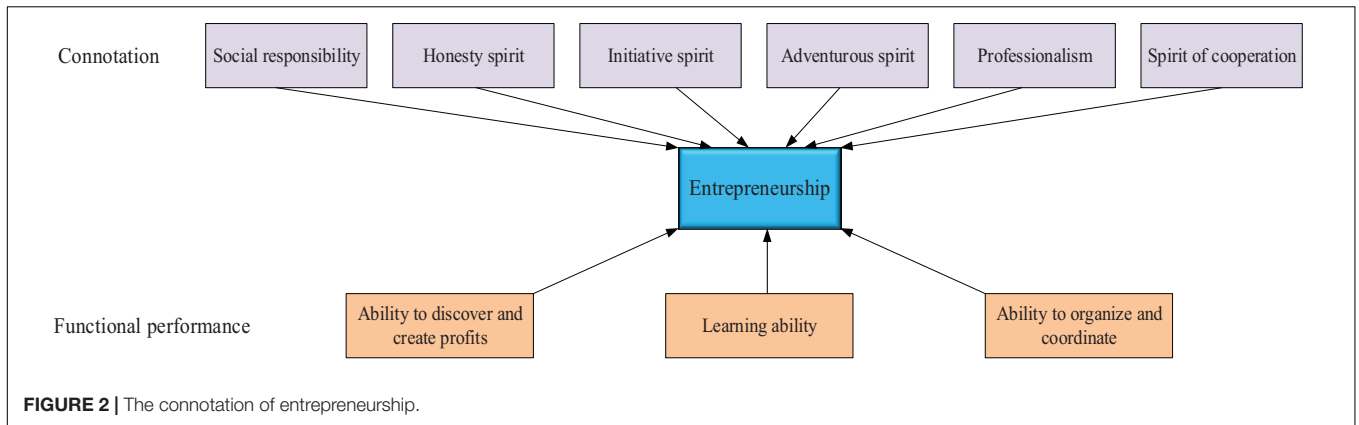 Connotation
Social responsibility
Honesty spirit
Initiative spirit
Adventurous spirit
Professionalism
Spirit of cooperation
Entrepreneurship
Functional performance
Ability to discover and
create profits
Learning ability
Ability to organize and
coordinate
FIGURE 2 | The connotation of entrepreneurship.